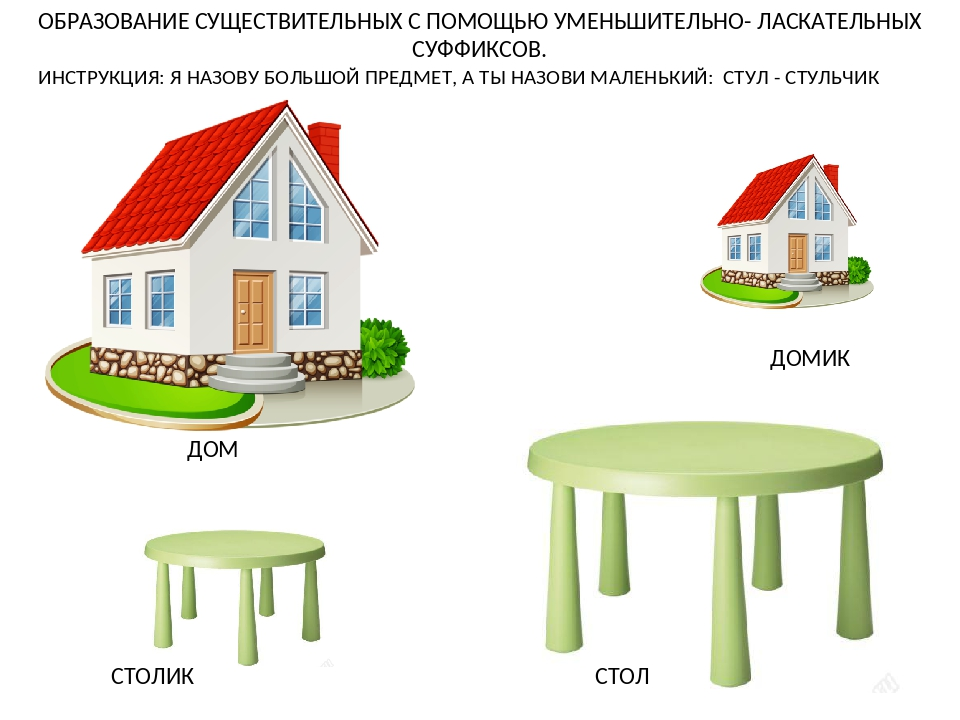 ОБРАЗОВАНИЕ СУЩЕСТВИТЕЛЬНЫХ С ПОМОЩЬЮ УМЕНЬШИТЕЛЬНО- ЛАСКАТЕЛЬНЫХ
СУФФИКСОВ.
ИНСТРУКЦИЯ: Я НАЗОВУ БОЛЬШОЙ ПРЕДМЕТ, А ТЫ НАЗОВИ МАЛЕНЬКИЙ: СТУЛ - СТУЛЬЧИК
ДОМИК
ДОМ
СТОЛИК
СТОЛ